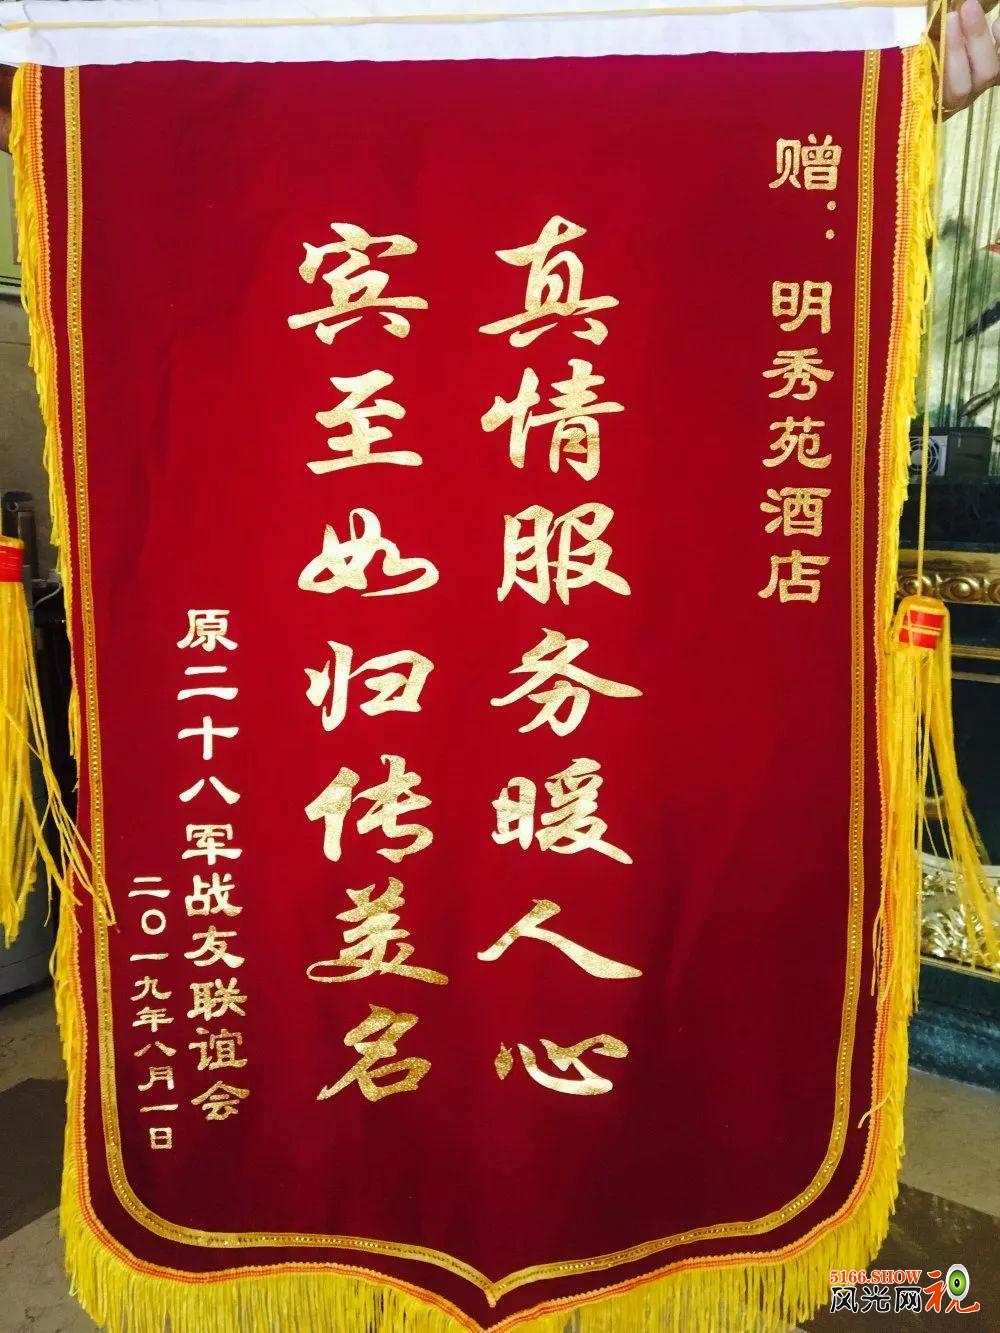 赠：明秀苑酒店
真情服务暖人心
宾至如归传美名
原二十八军战友联谊会
二〇一九年八月一日
5166.SHOW
风光网视